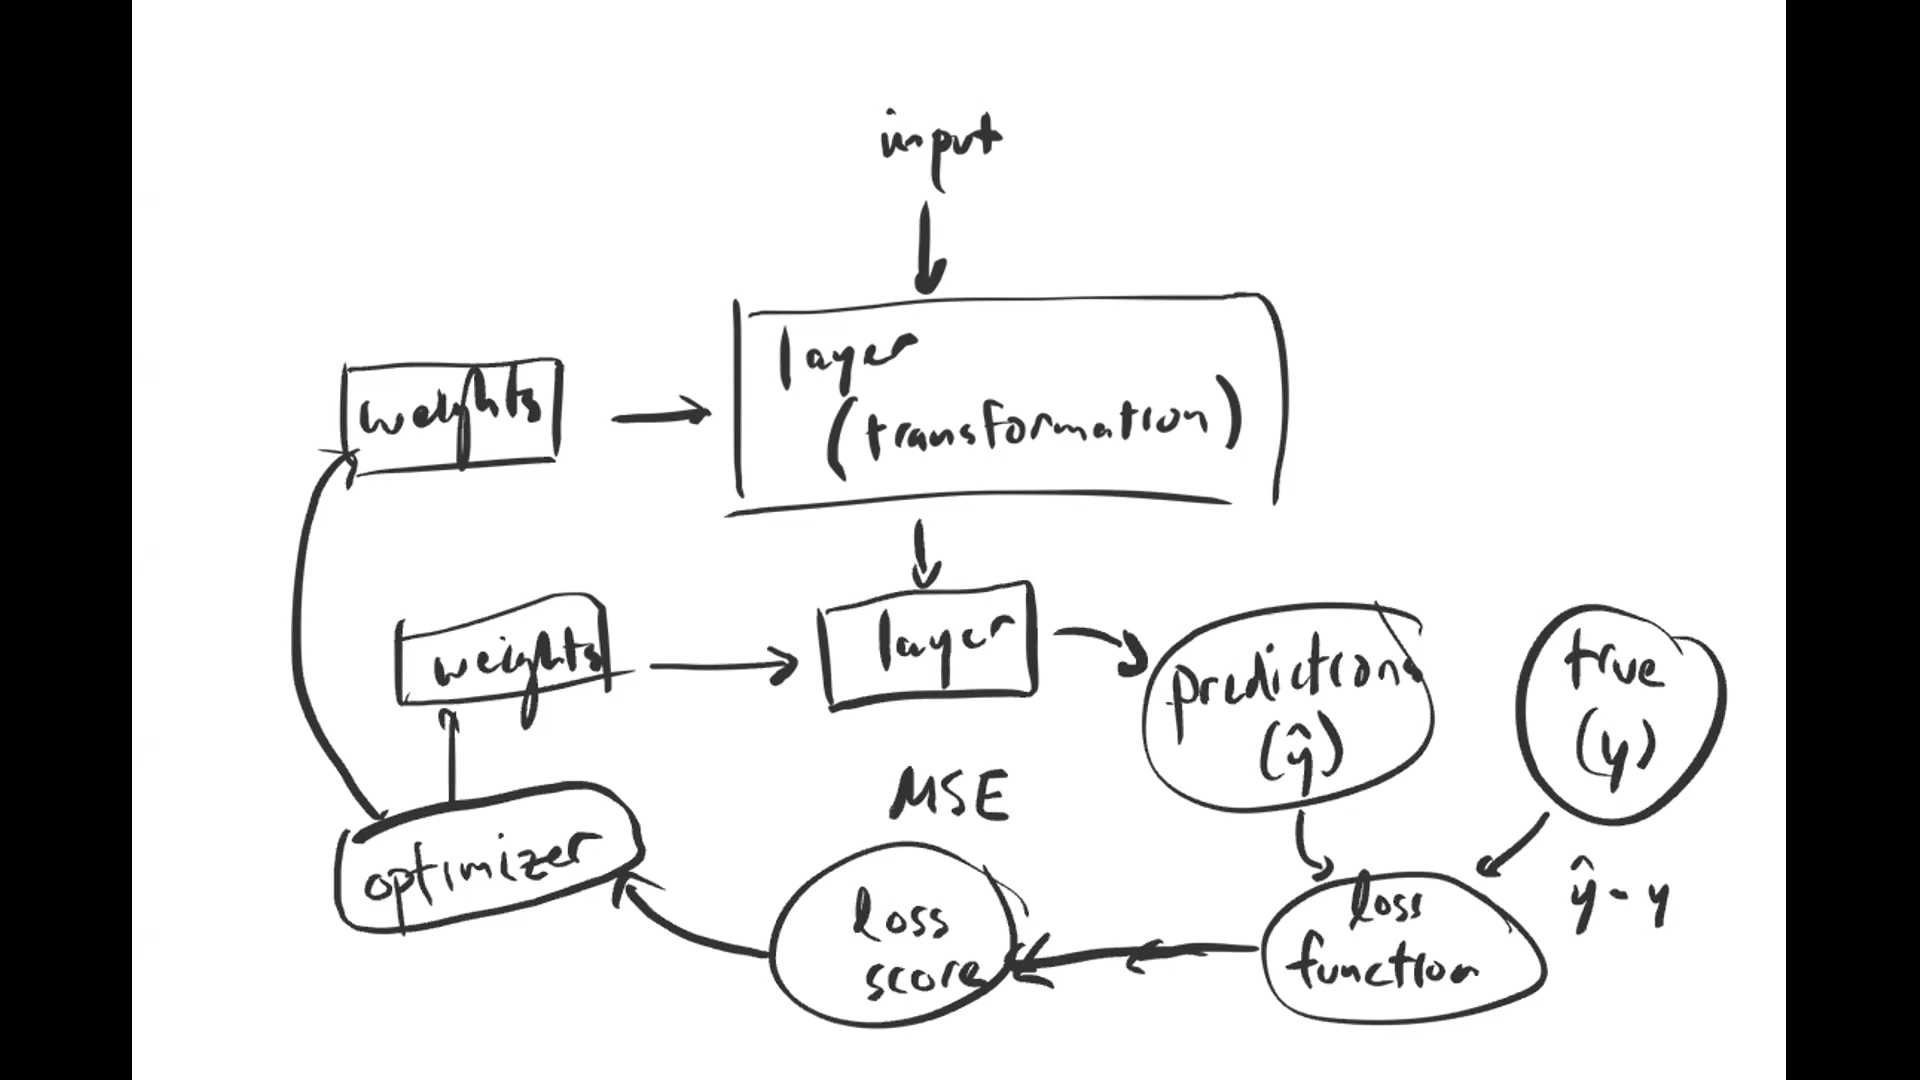 input
layer
(transformation)
weights
layer
weights
predictions
(ŷ)
true
(y)
MSE
optimizer
loss
score
loss
function
ŷ - y